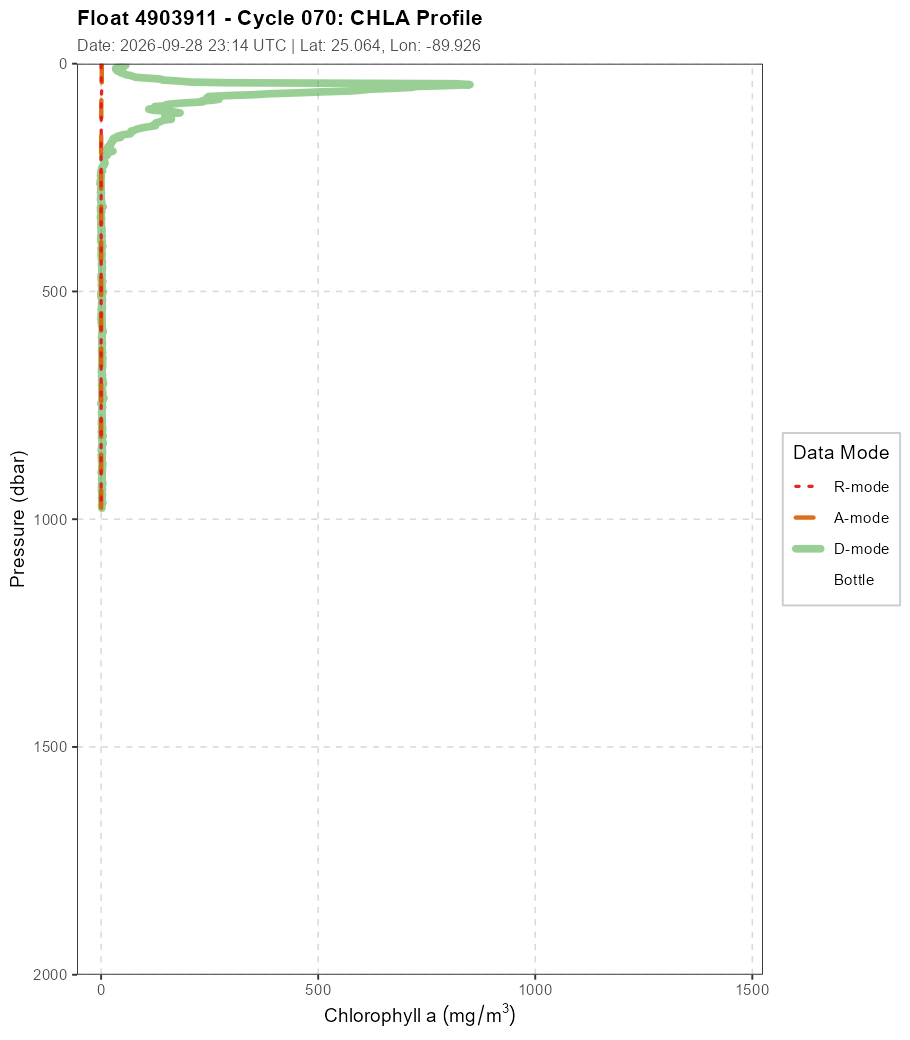 Float 4903911 - Cycle 070: CHLA Profile
Date: 2026-09-28 23:14 UTC | Lat: 25.064, Lon: -89.926
0
500
1000
1500
2000
Pressure (dbar)
0 500 1000 1500
Chlorophyll a (mg/m³)
Data Mode
R-mode
A-mode
D-mode
Bottle